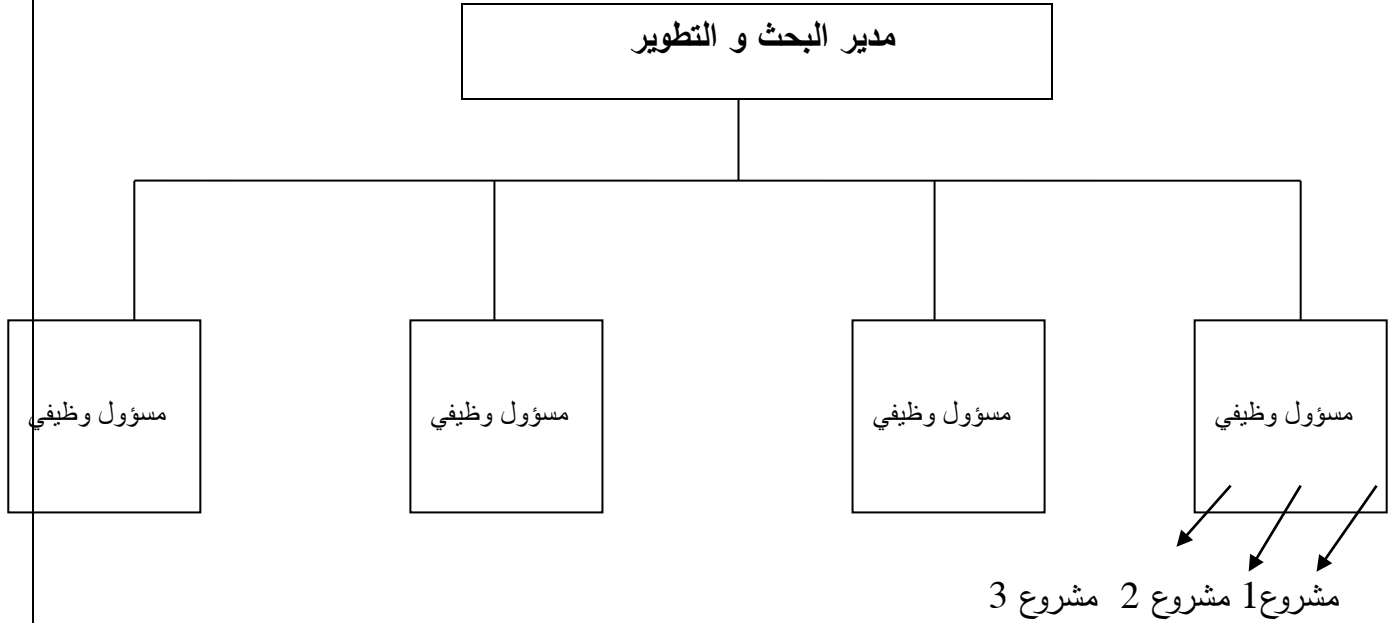 مدير البحث و التطوير
مسؤول وظيفي
مسؤول وظيفي
مسؤول وظيفي
مسؤول وظيفي
مشروع1 مشروع 2 مشروع 3